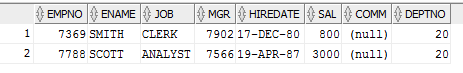 EMPNO ENAME JOB MGR HIREDATE SAL COMM DEPTNO
1 7369 SMITH CLERK 7902 17-DEC-80 800 (null) 20
2 7788 SCOTT ANALYST 7566 19-APR-87 3000 (null) 20